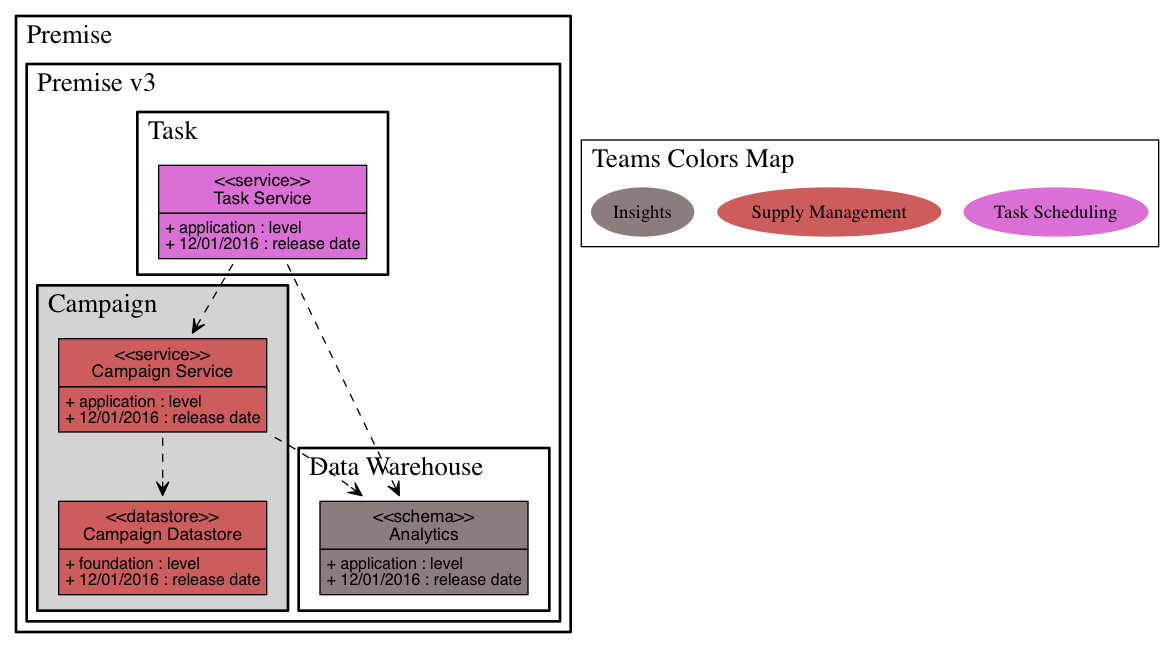 Premise
Premise v3
Task
<<service>>
Task Service
+ application : level
+ 12/01/2016 : release date
Campaign
<<service>>
Campaign Service
+ application : level
+ 12/01/2016 : release date
<<datastore>>
Campaign Datastore
+ foundation : level
+ 12/01/2016 : release date
Data Warehouse
<<schema>>
Analytics
+ application : level
+ 12/01/2016 : release date
Teams Colors Map
Insights
Supply Management
Task Scheduling